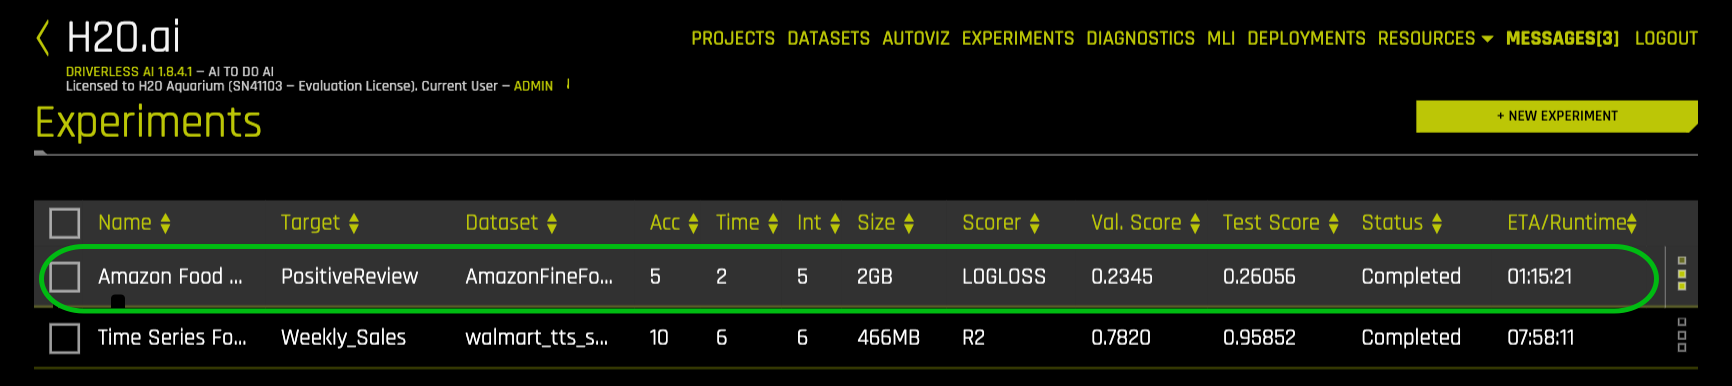 H2O.ai
PROJECTS DATASETS AUTOVIZ EXPERIMENTS DIAGNOSTICS MLI DEPLOYMENTS RESOURCES MESSAGES[3] LOGOUT
DRIVERLESS AI 1.8.4.1 – AI TO DO AI
Licensed to H2O Aquarium (SN41103 – Evaluation License), Current User – ADMIN
Experiments
+ NEW EXPERIMENT
Name Target Dataset Acc Time Int Size Scorer Val. Score Test Score Status ETA/Runtime
Amazon Food ... PositiveReview AmazonFineFo... 5 2 5 2GB LOGLOSS 0.2345 0.26056 Completed 01:15:21
Time Series Fo... Weekly_Sales walmart_tts_s... 10 6 6 466MB R2 0.7820 0.95852 Completed 07:58:11